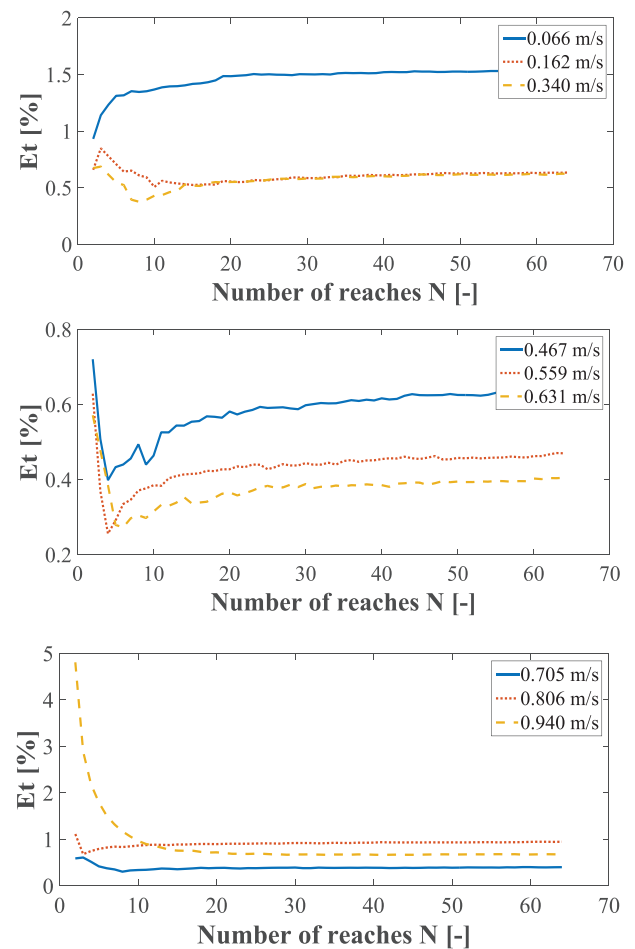 2
1.5
1
0.5
0
Et [%]
0.066 m/s
0.162 m/s
0.340 m/s
0 10 20 30 40 50 60 70
Number of reaches N [-]
0.8
0.6
0.4
0.2
Et [%]
0.467 m/s
0.559 m/s
0.631 m/s
0 10 20 30 40 50 60 70
Number of reaches N [-]
5
4
3
2
1
0
Et [%]
0.705 m/s
0.806 m/s
0.940 m/s
0 10 20 30 40 50 60 70
Number of reaches N [-]